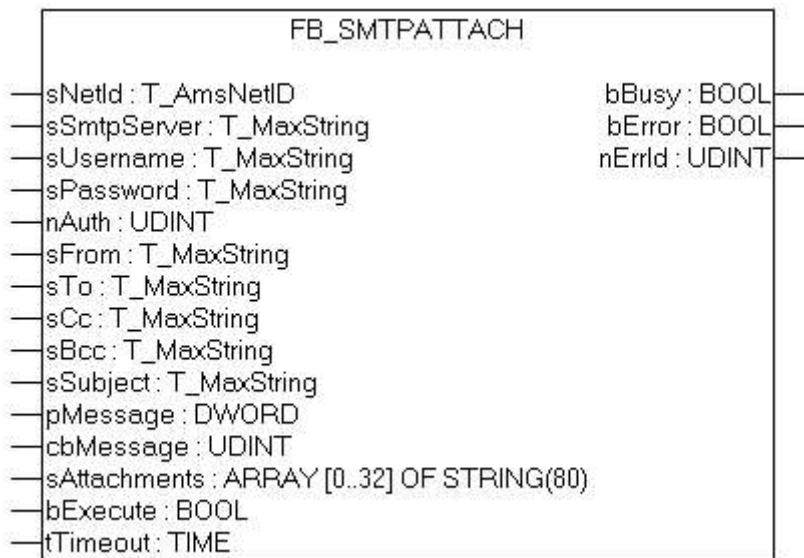 FB_SMTPATTACH
sNetId : T_AmsNetID bBusy : BOOL
sSmtpServer : T_MaxString bError : BOOL
sUsername : T_MaxString nErrId : UDINT
sPassword : T_MaxString
nAuth : UDINT
sFrom : T_MaxString
sTo : T_MaxString
sCc : T_MaxString
sBcc : T_MaxString
sSubject : T_MaxString
pMessage : DWORD
cbMessage : UDINT
sAttachments : ARRAY [0..32] OF STRING(80)
bExecute : BOOL
tTimeout : TIME